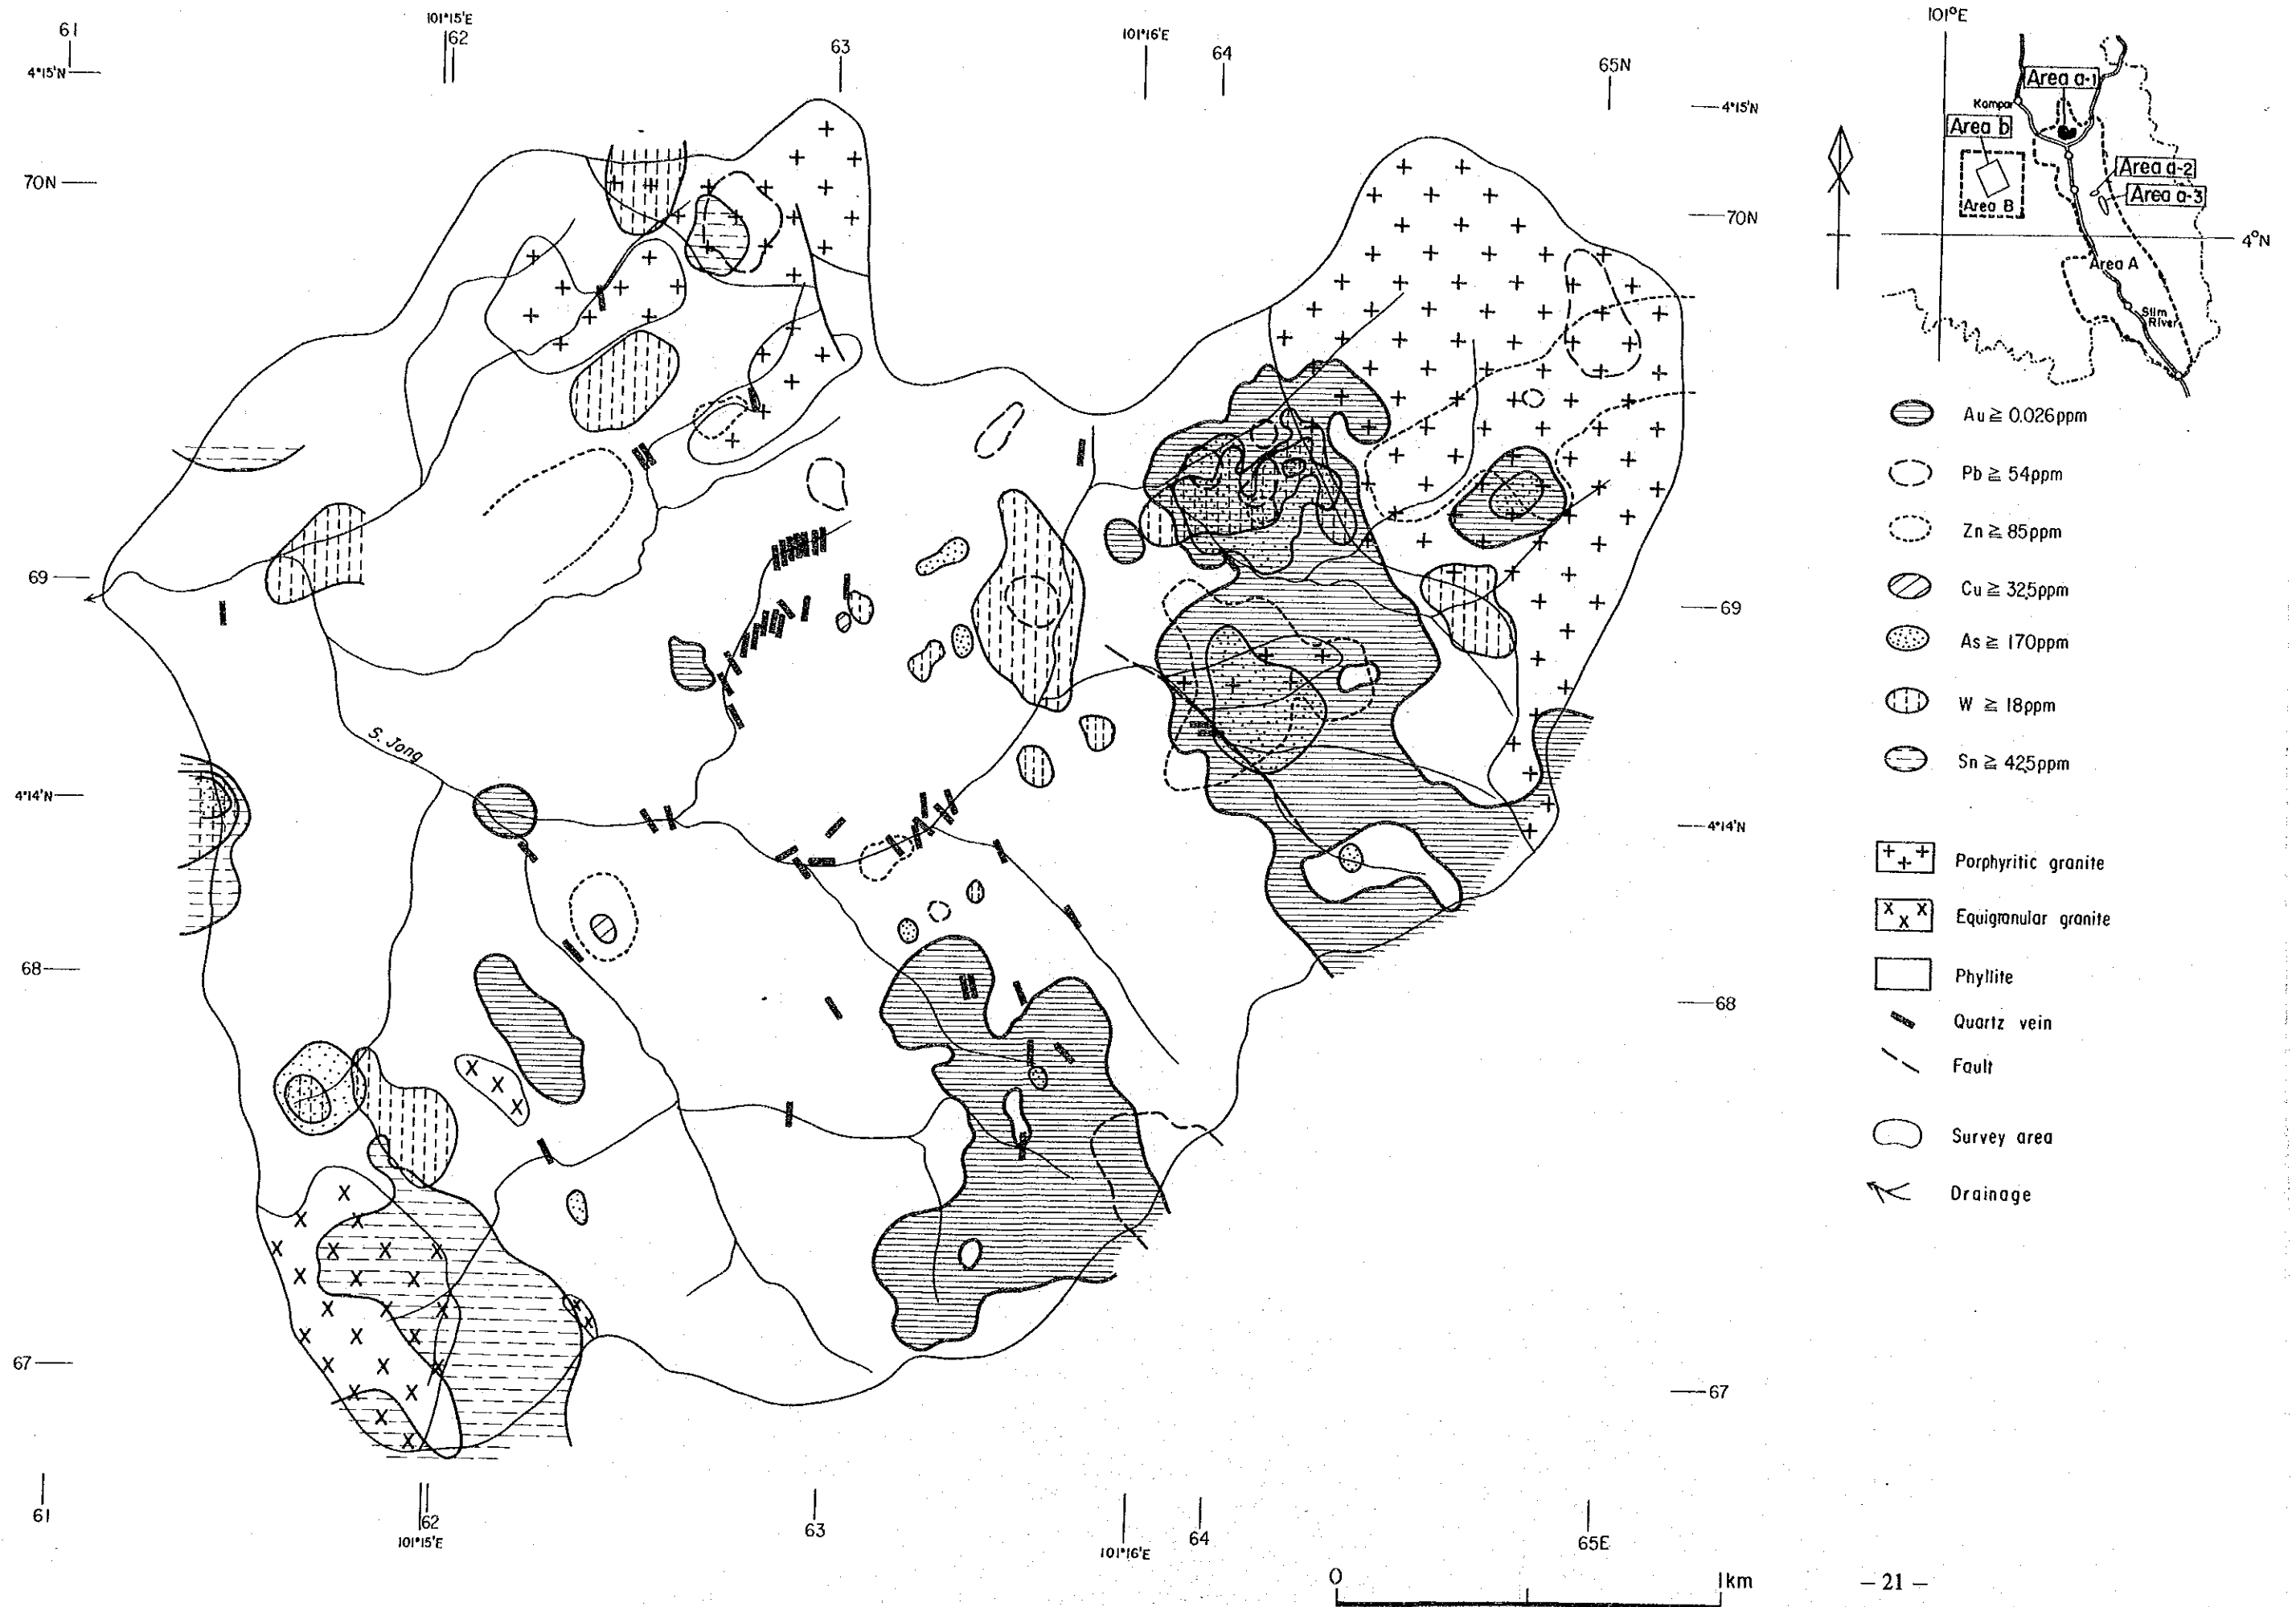 61
101°15'E
62
63
101°16'E
64
65N
4°15'N
4°15'N
70N
70N
69
69
S. Jong
4°14'N
4°14'N
68
68
67
67
61
62
101°15'E
63
101°16'E
64
65E
0
1km
101°E
Area a-1
Kampar
Area b
Area a-2
Area a-3
Area B
4°N
Area A
Slim
River
Au ≧ 0.026ppm
Pb ≧ 54ppm
Zn ≧ 85ppm
Cu ≧ 325ppm
As ≧ 170ppm
W ≧ 18ppm
Sn ≧ 425ppm
Porphyritic granite
Equigranular granite
Phyllite
Quartz vein
Fault
Survey area
Drainage
– 21 –